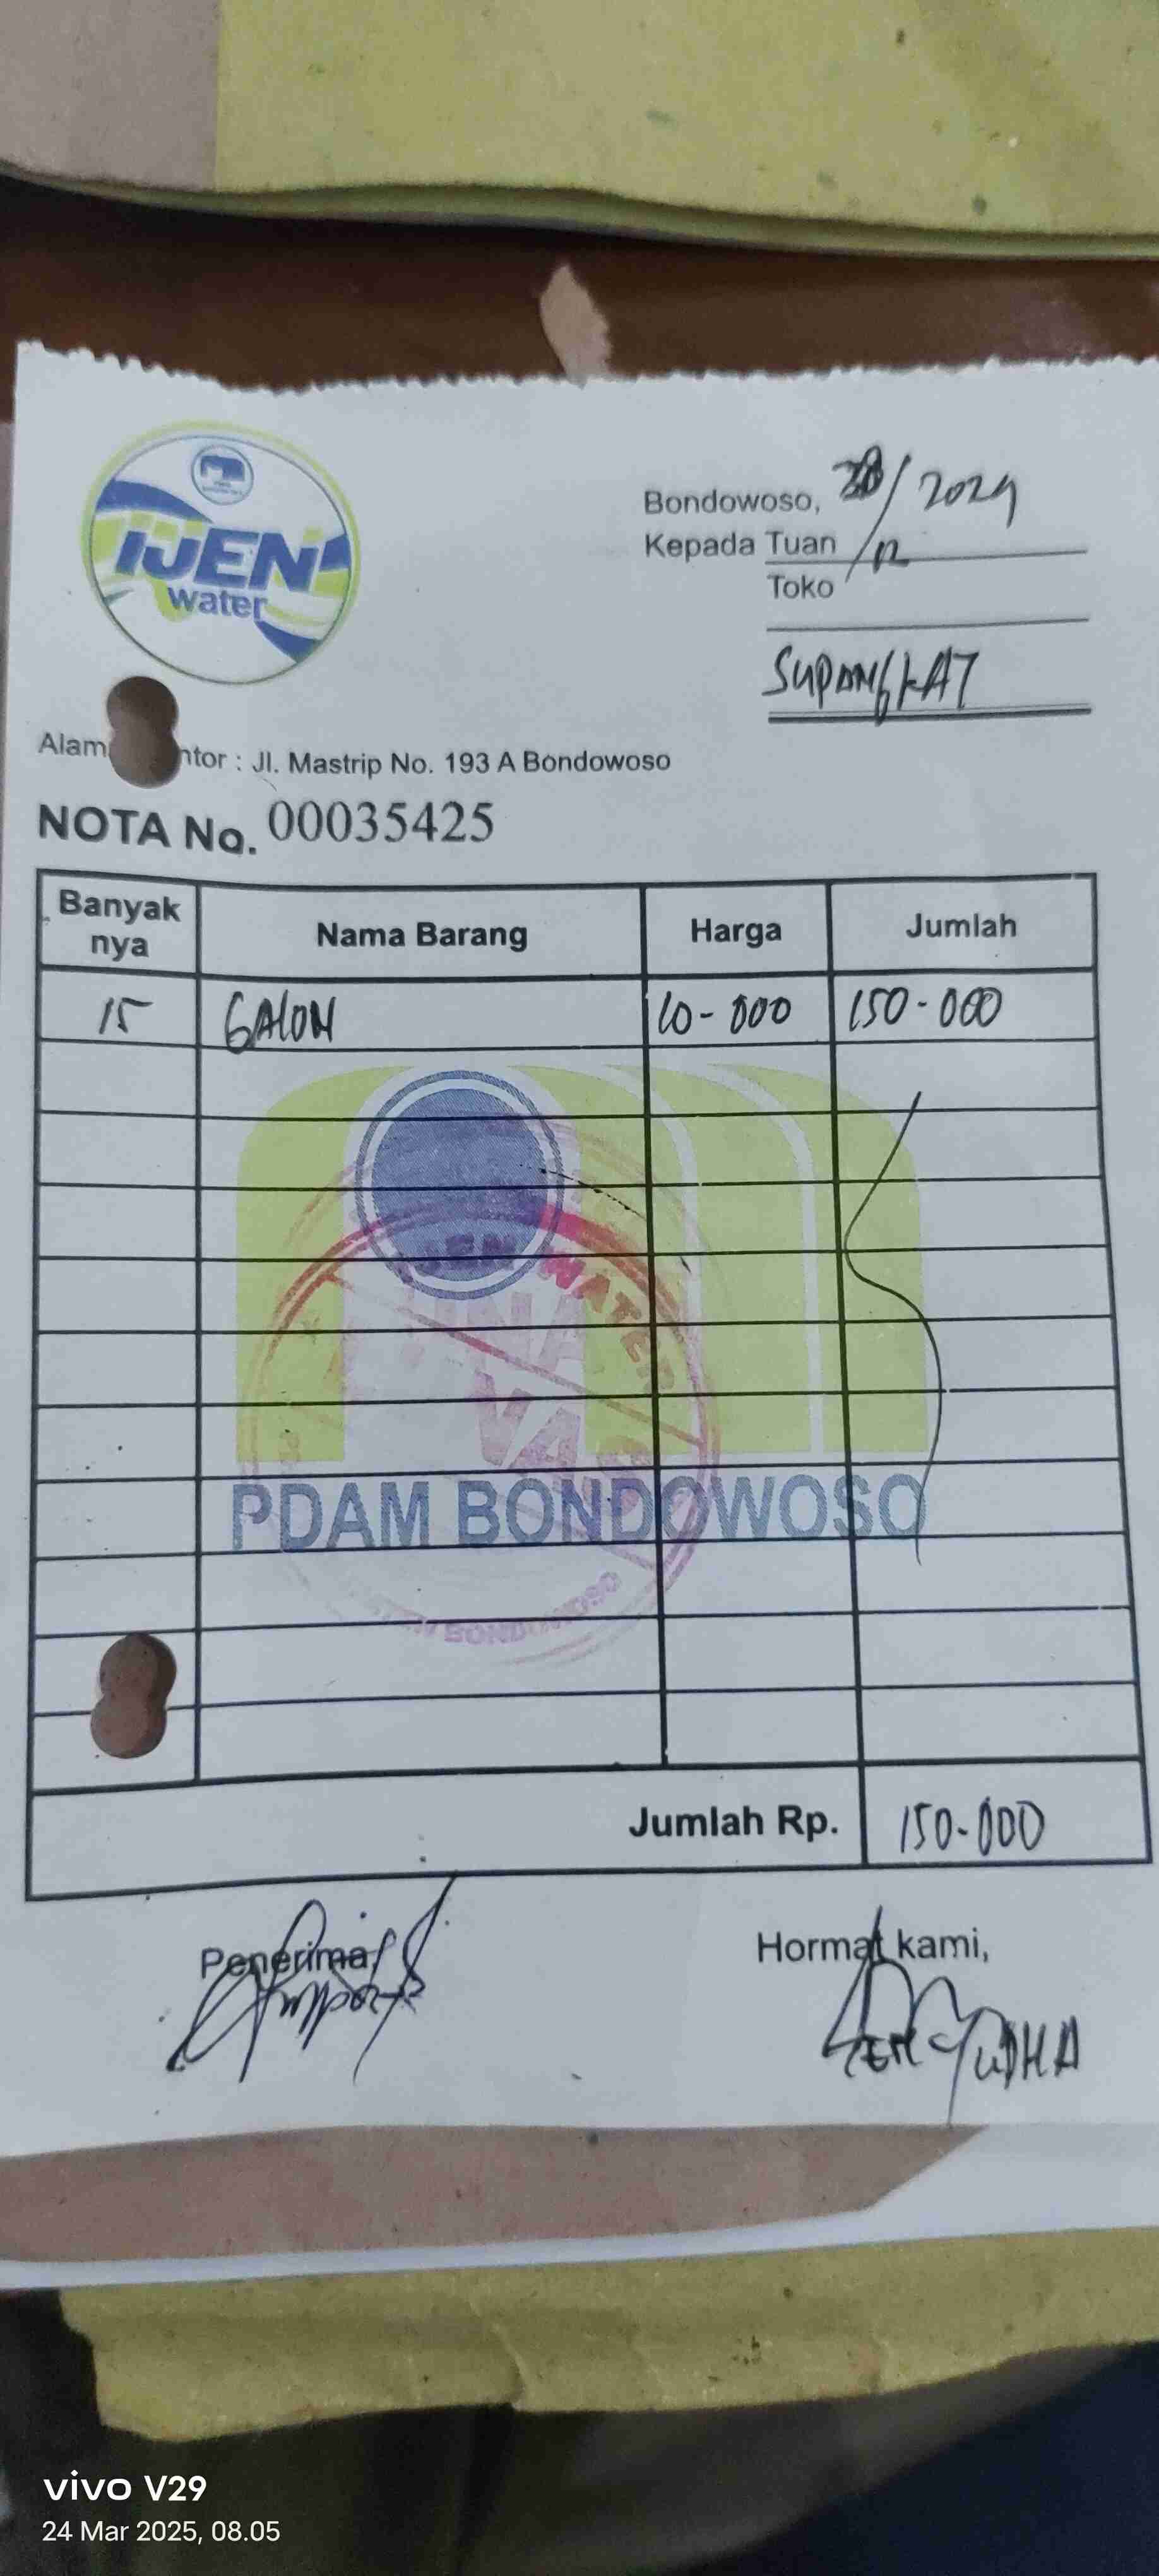 IJEN
water
Bondowoso, 28/12 2024
Kepada Tuan
Toko
SUPANGKAT
Alam ntor : Jl. Mastrip No. 193 A Bondowoso
NOTA No. 00035425
Banyak nya Nama Barang Harga Jumlah
15 GALON 10-000 150-000
IJEN WATER
PDAM BONDOWOSO
BONDOWOSO
Jumlah Rp. 150-000
Penerima,
Hormat kami,
YUDHA
vivo V29
24 Mar 2025, 08.05